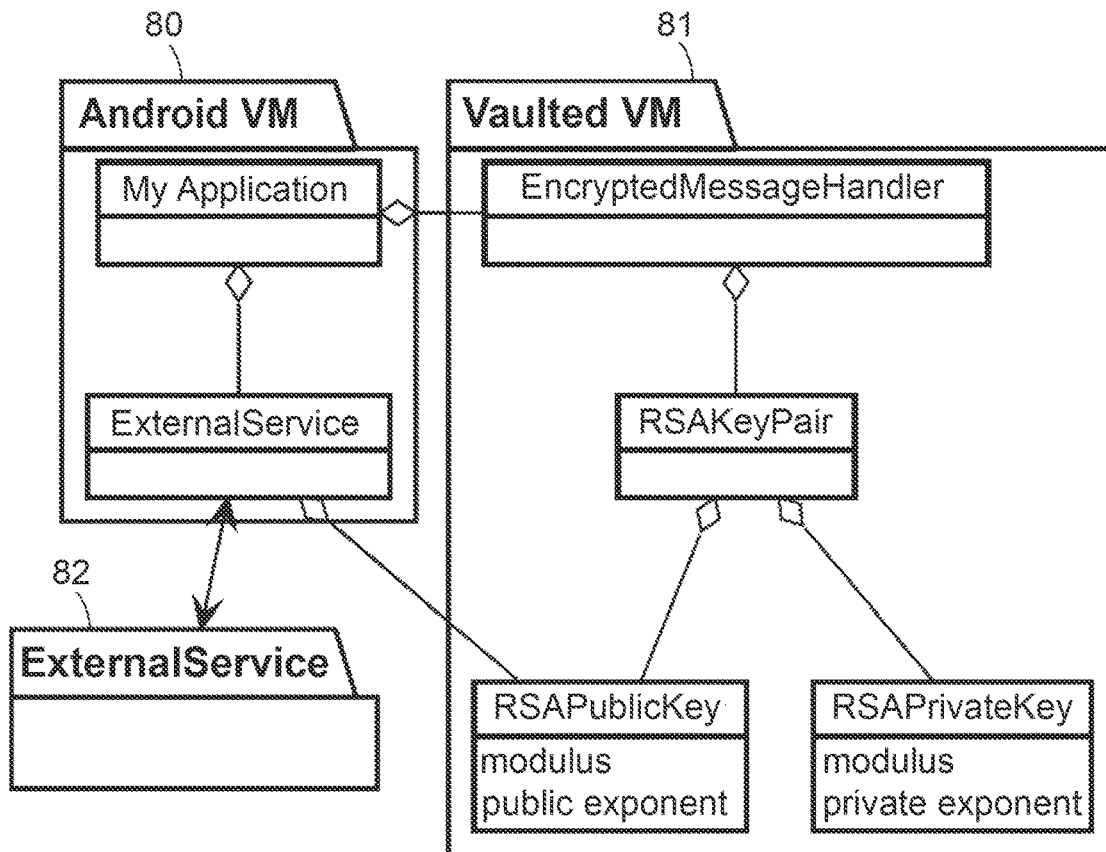 80
81
Android VM
Vaulted VM
My Application
EncryptedMessageHandler
ExternalService
RSAKeyPair
82
ExternalService
RSAPublicKey
modulus
public exponent
RSAPrivateKey
modulus
private exponent